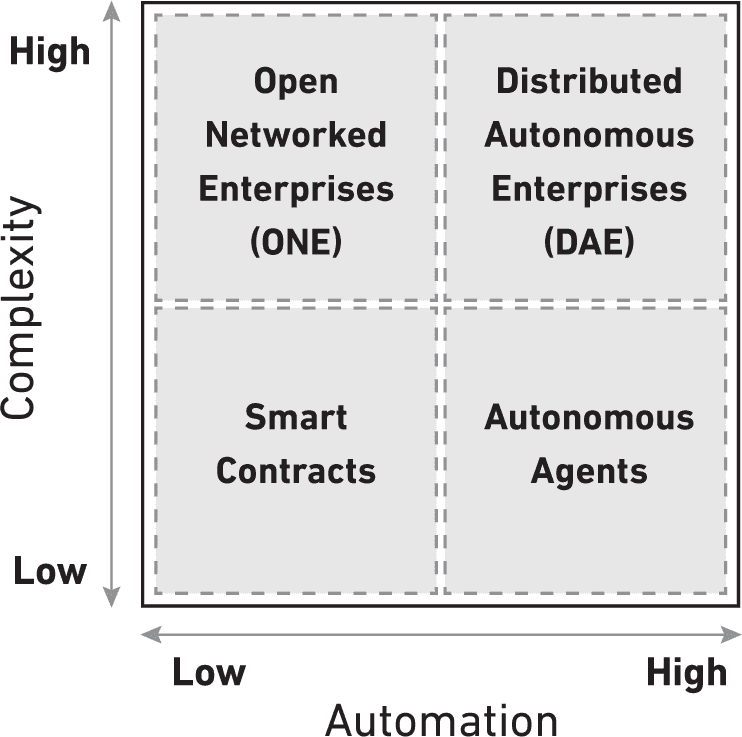 High
Open
Networked
Enterprises
(ONE)
Distributed
Autonomous
Enterprises
(DAE)
Complexity
Smart
Contracts
Autonomous
Agents
Low
Low
High
Automation